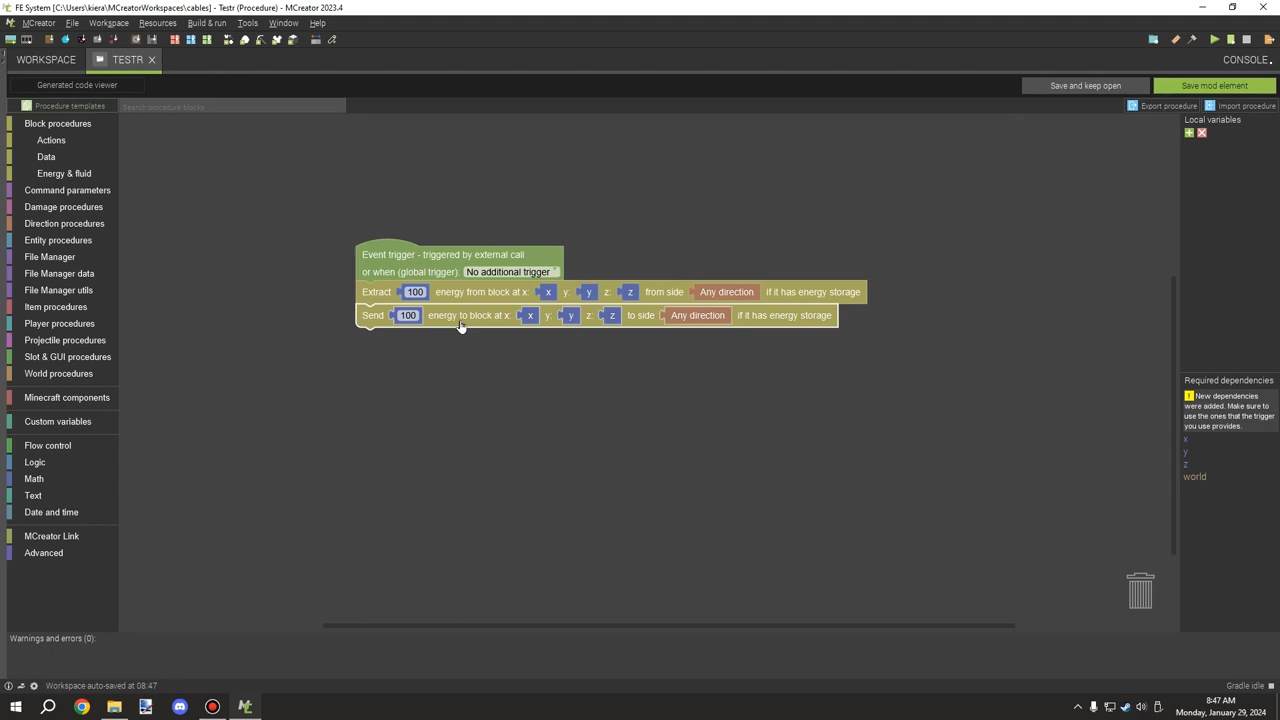 FE System [C:\Users\kiera\MCreatorWorkspaces\cables] - Testr (Procedure) - MCreator 2023.4
MCreator File Workspace Resources Build & run Tools Window Help
WORKSPACE TESTR CONSOLE
Generated code viewer Save and keep open Save mod element
Procedure templates Search procedure blocks Export procedure Import procedure
Block procedures
Actions
Data
Energy & fluid
Command parameters
Damage procedures
Direction procedures
Entity procedures
File Manager
File Manager data
File Manager utils
Item procedures
Player procedures
Projectile procedures
Slot & GUI procedures
World procedures
Minecraft components
Custom variables
Flow control
Logic
Math
Text
Date and time
MCreator Link
Advanced
Event trigger - triggered by external call
or when (global trigger): No additional trigger
Extract 100 energy from block at x: x y: y z: z from side Any direction if it has energy storage
Send 100 energy to block at x: x y: y z: z to side Any direction if it has energy storage
Local variables
Required dependencies
! New dependencies
were added. Make sure to
use the ones that the trigger
you use provides.
x
y
z
world
Warnings and errors (0):
Workspace auto-saved at 08:47 Gradle idle
8:47 AM
Monday, January 29, 2024